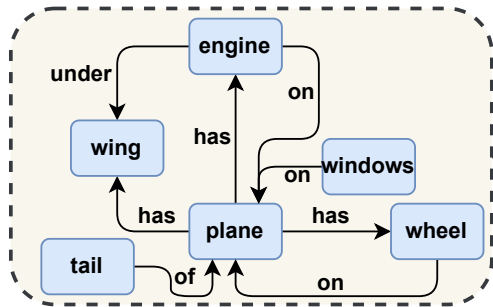 engine
under
on
wing
has
windows
on
has
plane
has
wheel
tail
of
on